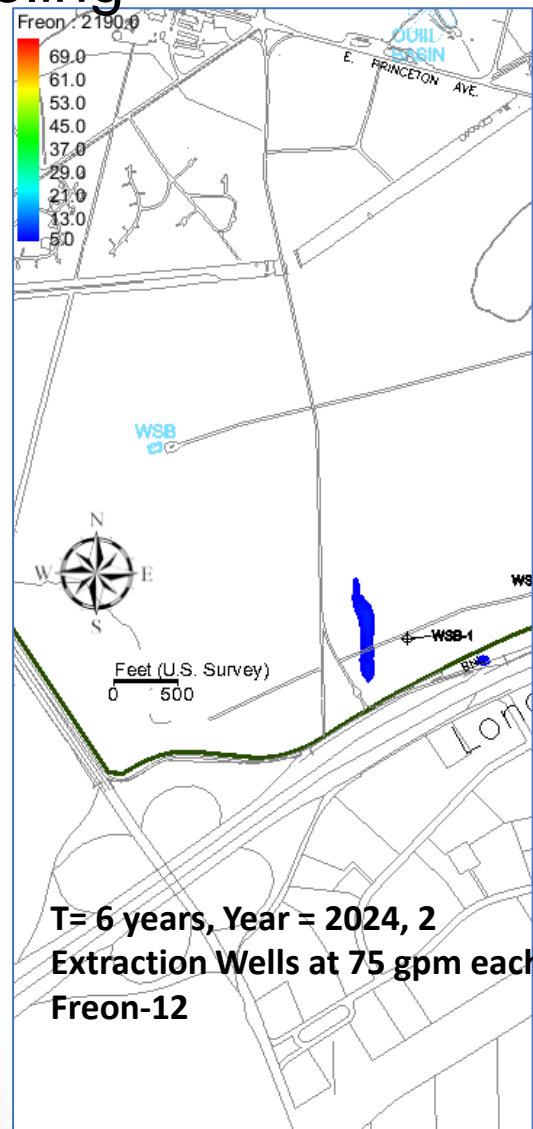 Freon : 2190.0
69.0
61.0
53.0
45.0
37.0
29.0
21.0
13.0
5.0
BASIN
E. PRINCETON AVE.
WSB
N
W E
S
WSB-1
Feet (U.S. Survey)
0 500
T= 6 years, Year = 2024, 2
Extraction Wells at 75 gpm each
Freon-12